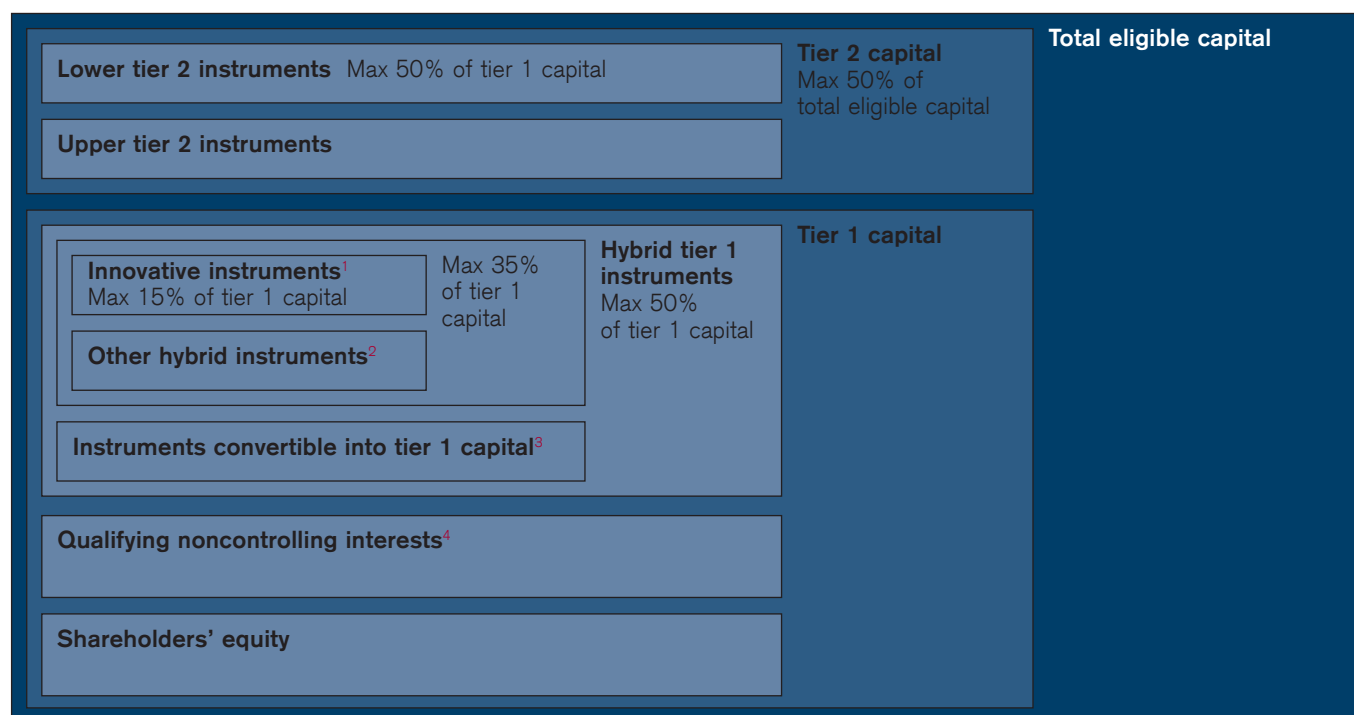 Total eligible capital
Tier 2 capital
Max 50% of
total eligible capital
Lower tier 2 instruments Max 50% of tier 1 capital
Upper tier 2 instruments
Tier 1 capital
Hybrid tier 1
instruments
Max 50%
of tier 1 capital
Innovative instruments1
Max 15% of tier 1 capital
Max 35%
of tier 1
capital
Other hybrid instruments2
Instruments convertible into tier 1 capital3
Qualifying noncontrolling interests4
Shareholders’ equity